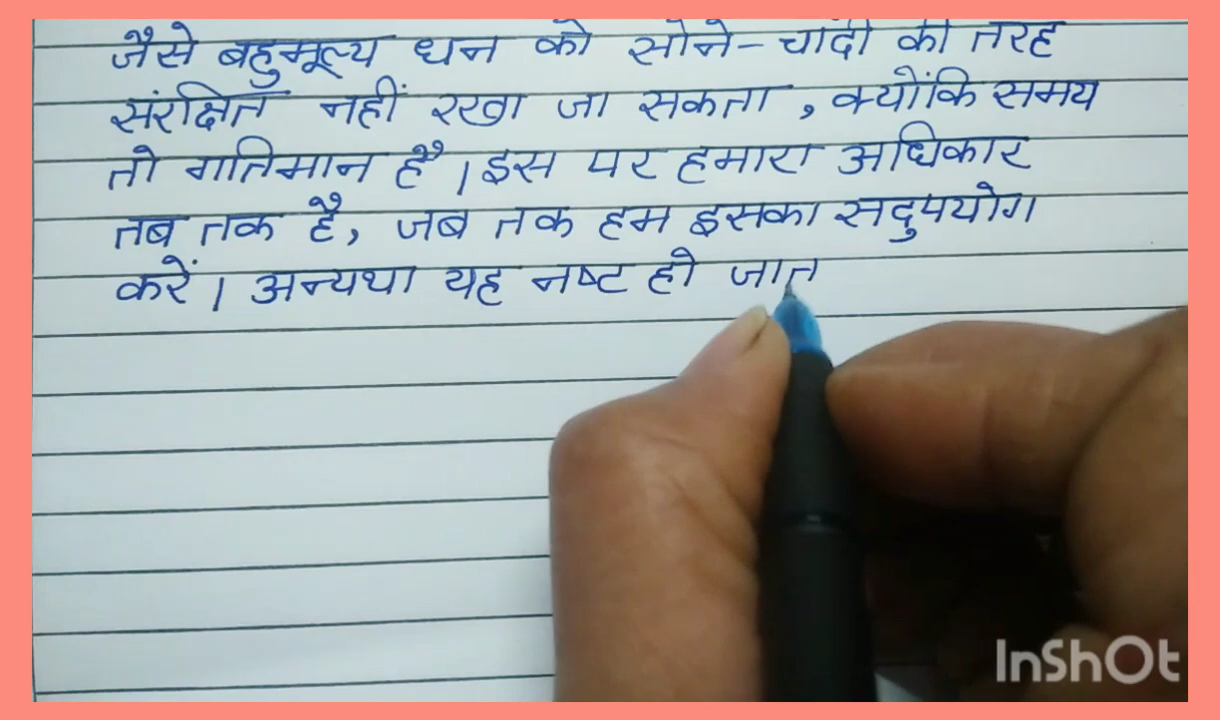 जैसे बहुमूल्य धन को सोने-चाँदी की तरह
संरक्षित नहीं रखा जा सकता, क्योंकि समय
तो गतिमान है। इस पर हमारा अधिकार
तब तक है, जब तक हम इसका सदुपयोग
करें। अन्यथा यह नष्ट हो जात
InShOt